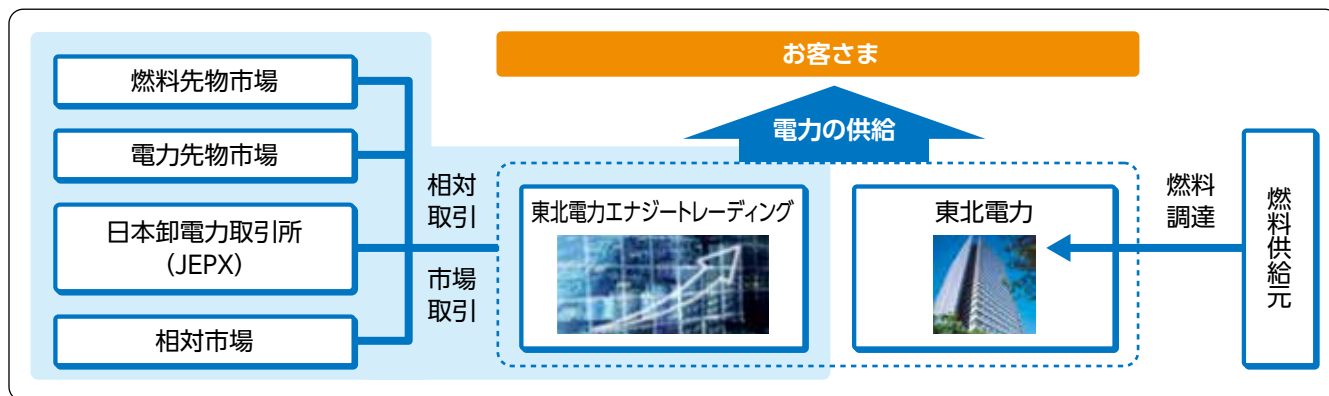 お客さま
電力の供給
燃料先物市場
電力先物市場
日本卸電力取引所
(JEPX)
相対市場
相対
取引
市場
取引
東北電力エナジートレーディング
東北電力
燃料
調達
燃料供給元